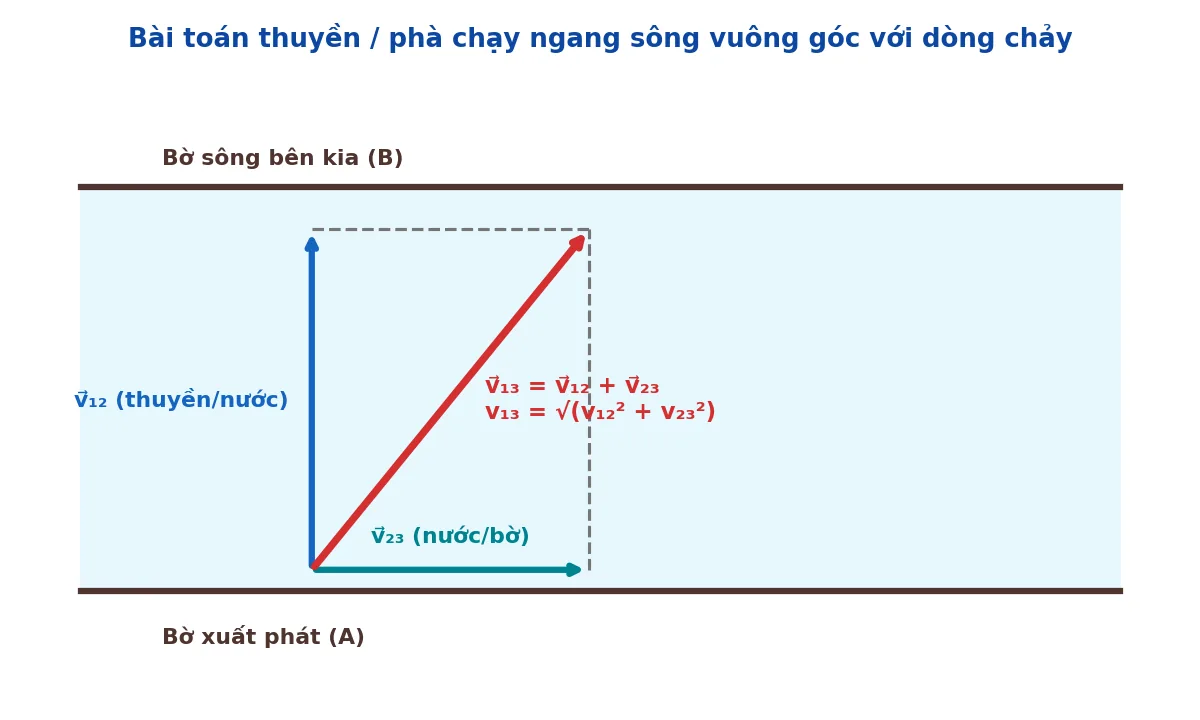 Bài toán thuyền / phà chạy ngang sông vuông góc với dòng chảy
Bờ sông bên kia (B)
v⃗₁₃ = v⃗₁₂ + v⃗₂₃
v⃗₁₂ (thuyền/nước)
v₁₃ = √(v₁₂² + v₂₃²)
v⃗₂₃ (nước/bờ)
Bờ xuất phát (A)